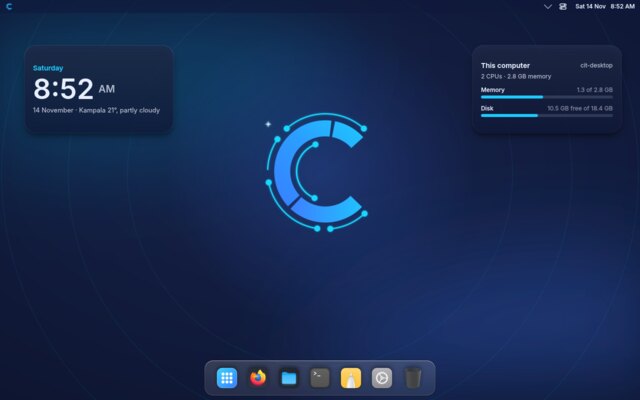 Sat 14 Nov 8:52 AM
Saturday
8:52 AM
14 November · Kampala 21°, partly cloudy
This computer cit-desktop
2 CPUs · 2.8 GB memory
Memory 1.3 of 2.8 GB
Disk 10.5 GB free of 18.4 GB